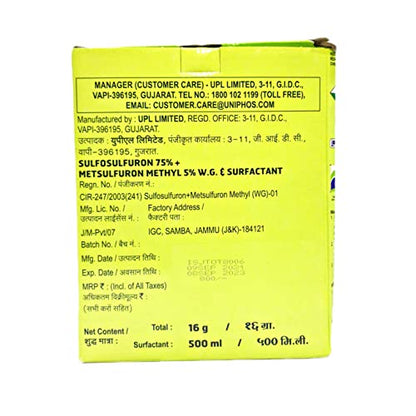 MANAGER (CUSTOMER CARE) - UPL LIMITED, 3-11, G.I.D.C.,
VAPI-396195, GUJARAT. TEL NO.: 1800 102 1199 (TOLL FREE),
EMAIL: CUSTOMER.CARE@UNIPHOS.COM
Manufactured by : UPL LIMITED, REGD. OFFICE: 3-11, G.I.D.C.,
VAPI-396195, GUJARAT.
उत्पादक : यूपीएल लिमिटेड, पंजीकृत कार्यालय : 3-11, जी. आई. डी. सी.,
वापी-396195, गुजरात.
SULFOSULFURON 75% +
METSULFURON METHYL 5% W.G. & SURFACTANT
Regn. No. / पंजीकरण नं.:
CIR-247/2003(241) Sulfosulfuron+Metsulfuron Methyl (WG)-01
Mfg. Lic. No. / Factory Address /
उत्पादन लाईसेंस नं.: फैक्टरी पता :
J/M-Pvt/07 IGC, SAMBA, JAMMU (J&K)-184121
Batch No. / बैच नं. :
Mfg. Date / उत्पादन तिथि
Exp. Date / अवसान तिथि 09SEP 2021
08SEP 2023
MRP ₹ : (Incl. of All Taxes)
अधिकतम विक्रीमूल्य ₹
(सभी करों सहित)
Net Content / Total : 16 g / १६ ग्रा.
शुद्ध मात्रा : Surfactant : 500 ml / ५०० मि.ली.